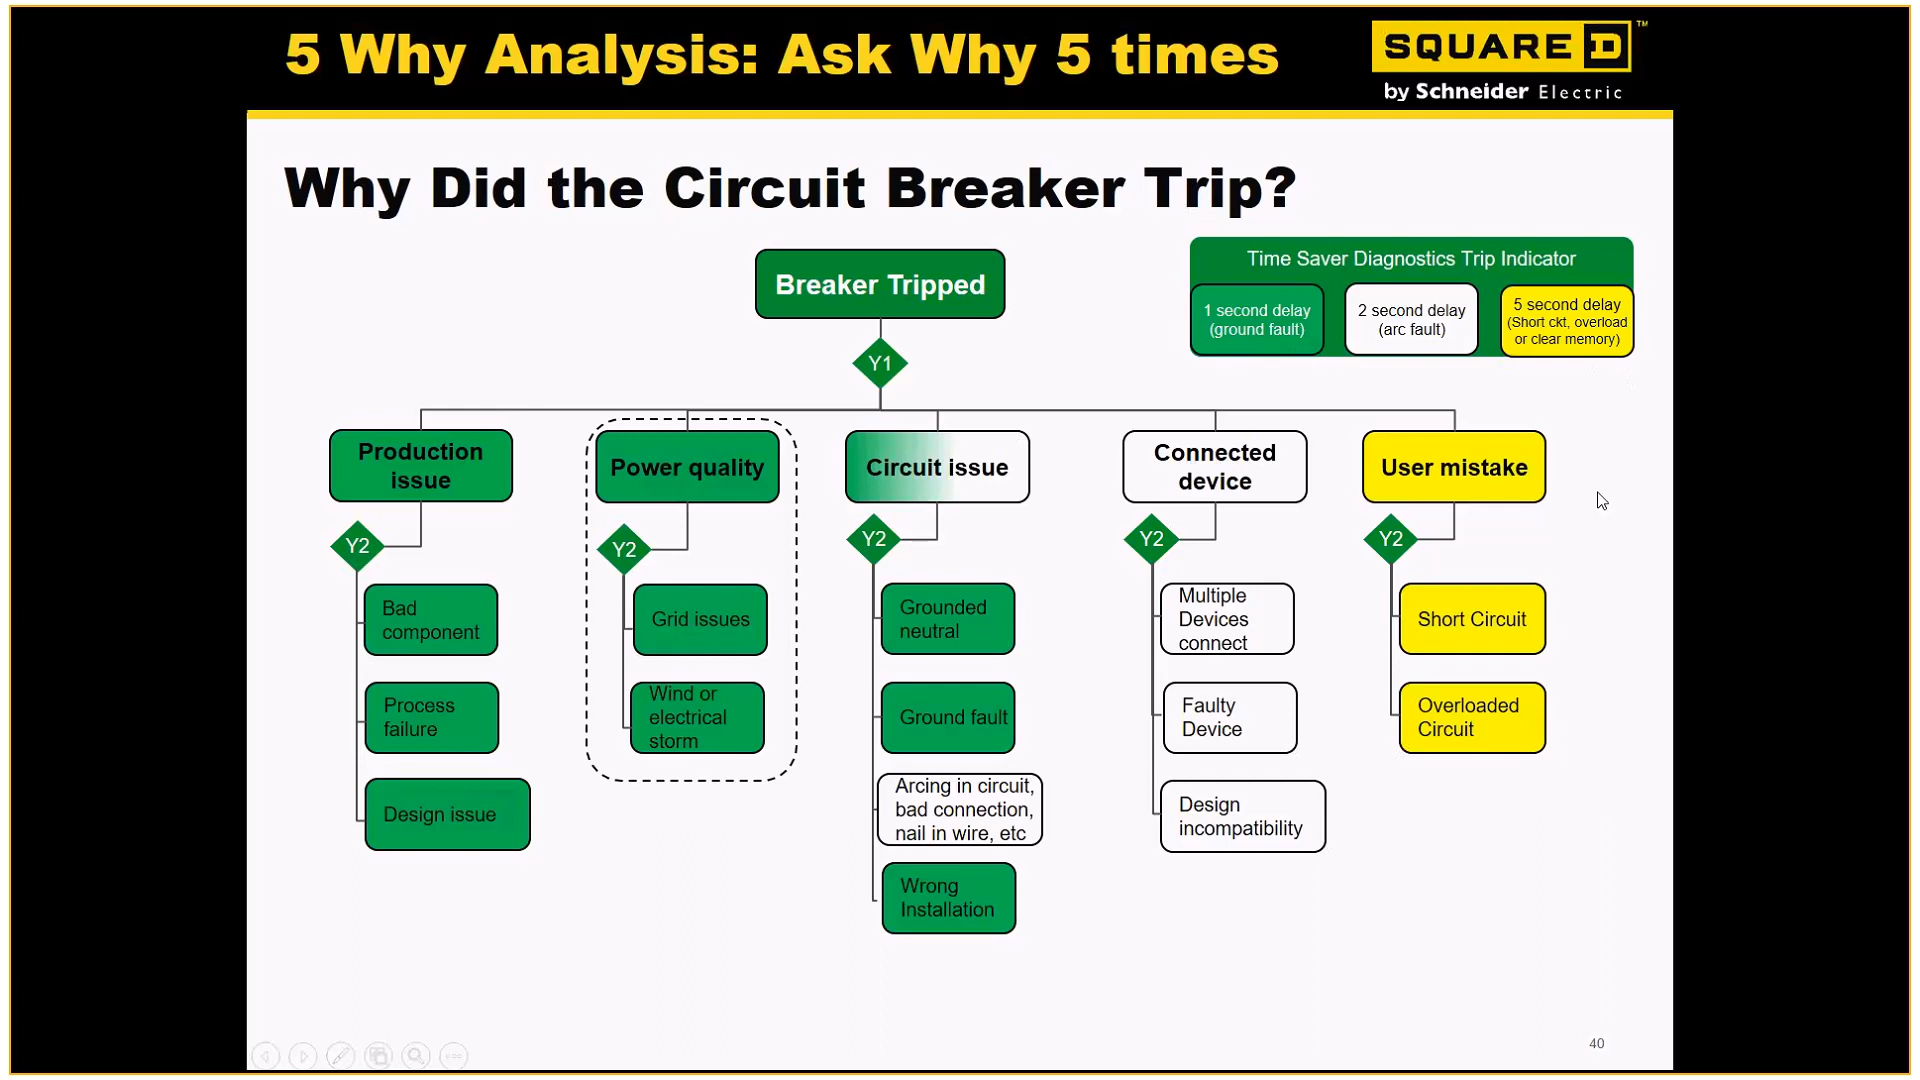 5 Why Analysis: Ask Why 5 times
SQUARE D™
by Schneider Electric
Why Did the Circuit Breaker Trip?
Breaker Tripped
Time Saver Diagnostics Trip Indicator
1 second delay
(ground fault)
2 second delay
(arc fault)
5 second delay
(Short ckt, overload
or clear memory)
Y1
Production
issue
Power quality
Circuit issue
Connected
device
User mistake
Y2
Y2
Y2
Y2
Y2
Bad
component
Process
failure
Design issue
Grid issues
Wind or
electrical
storm
Grounded
neutral
Ground fault
Arcing in circuit,
bad connection,
nail in wire, etc
Wrong
Installation
Multiple
Devices
connect
Faulty
Device
Design
incompatibility
Short Circuit
Overloaded
Circuit
40